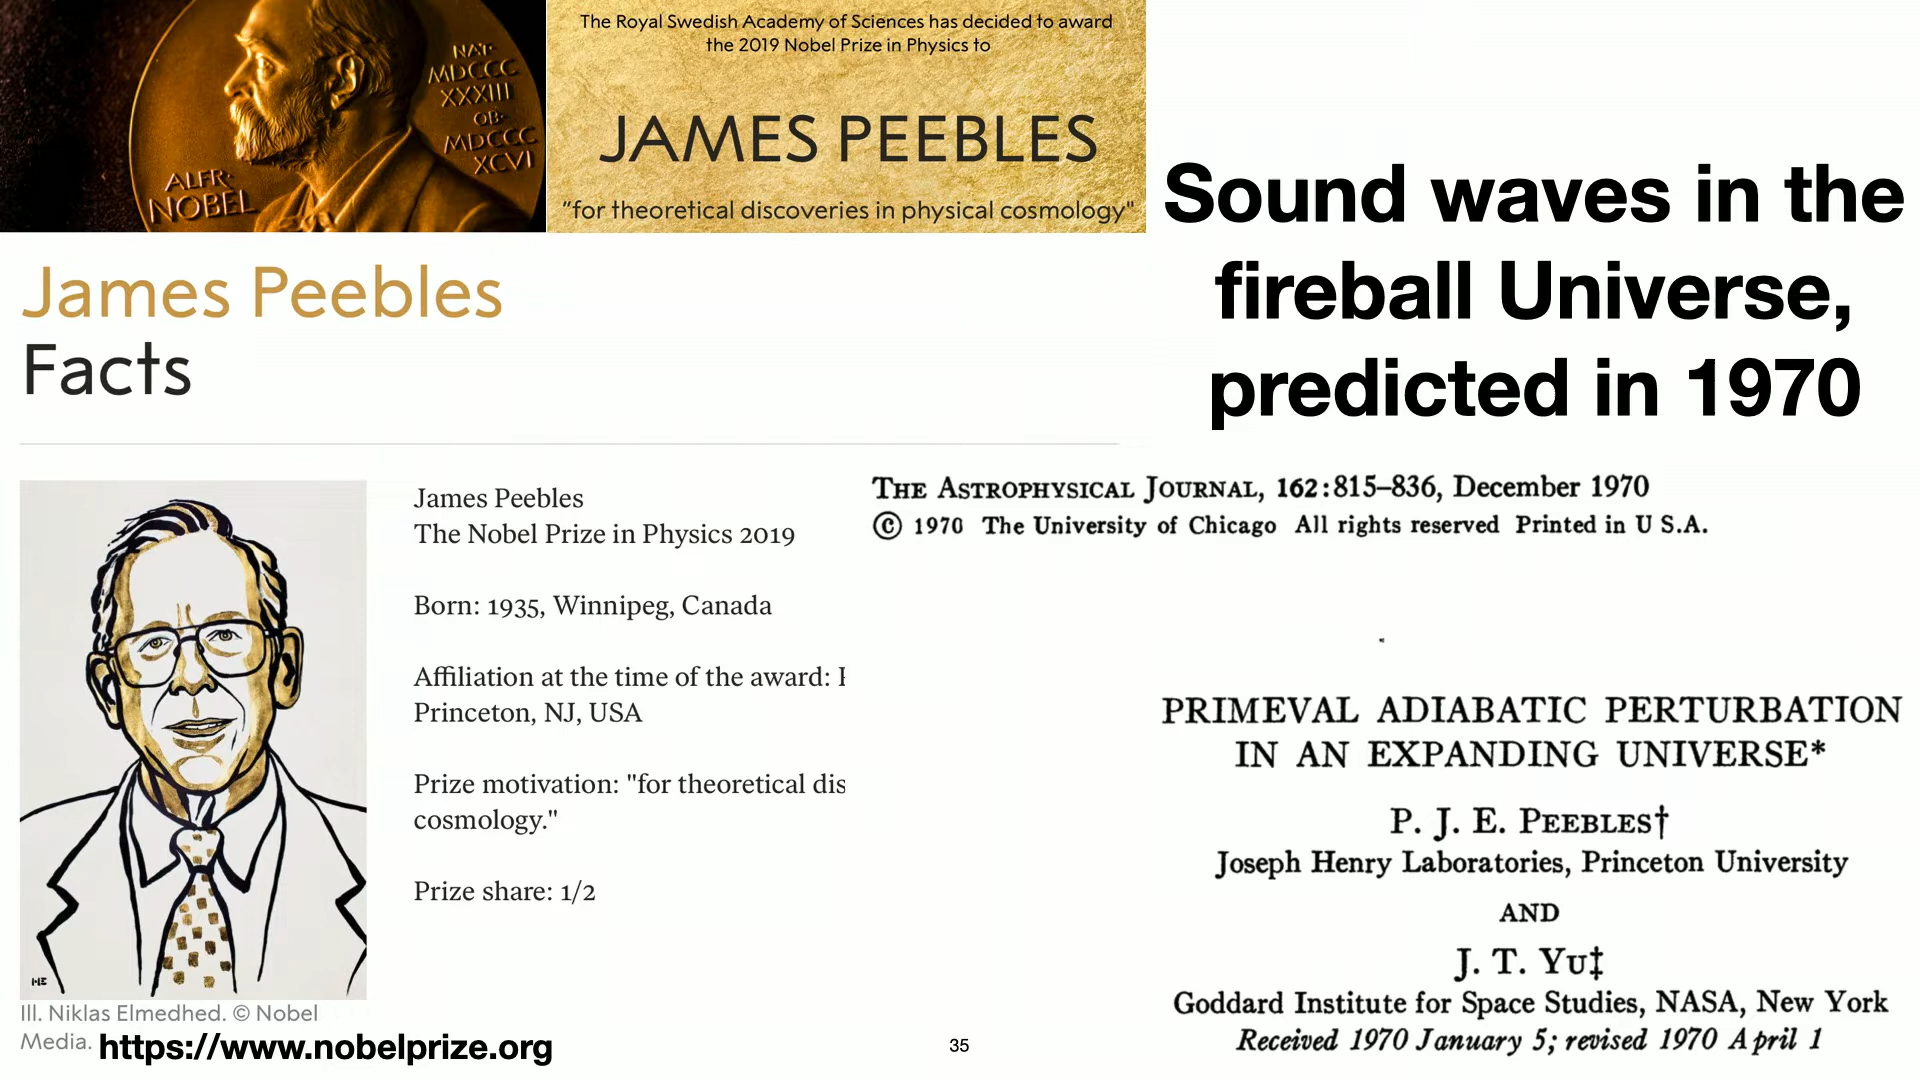 NAT-
MDCCC
XXXIII
OB-
MDCCC
XCVI
ALFR-
NOBEL
The Royal Swedish Academy of Sciences has decided to award
the 2019 Nobel Prize in Physics to
JAMES PEEBLES
"for theoretical discoveries in physical cosmology"
Sound waves in the
fireball Universe,
predicted in 1970
James Peebles
Facts
James Peebles
The Nobel Prize in Physics 2019
Born: 1935, Winnipeg, Canada
Affiliation at the time of the award:
Princeton, NJ, USA
Prize motivation: "for theoretical dis
cosmology."
Prize share: 1/2
Ill. Niklas Elmedhed. © Nobel
Media.
https://www.nobelprize.org
THE ASTROPHYSICAL JOURNAL, 162:815–836, December 1970
© 1970 The University of Chicago All rights reserved Printed in U S.A.
PRIMEVAL ADIABATIC PERTURBATION
IN AN EXPANDING UNIVERSE*
P. J. E. PEEBLES†
Joseph Henry Laboratories, Princeton University
AND
J. T. YU‡
Goddard Institute for Space Studies, NASA, New York
Received 1970 January 5; revised 1970 April 1
35